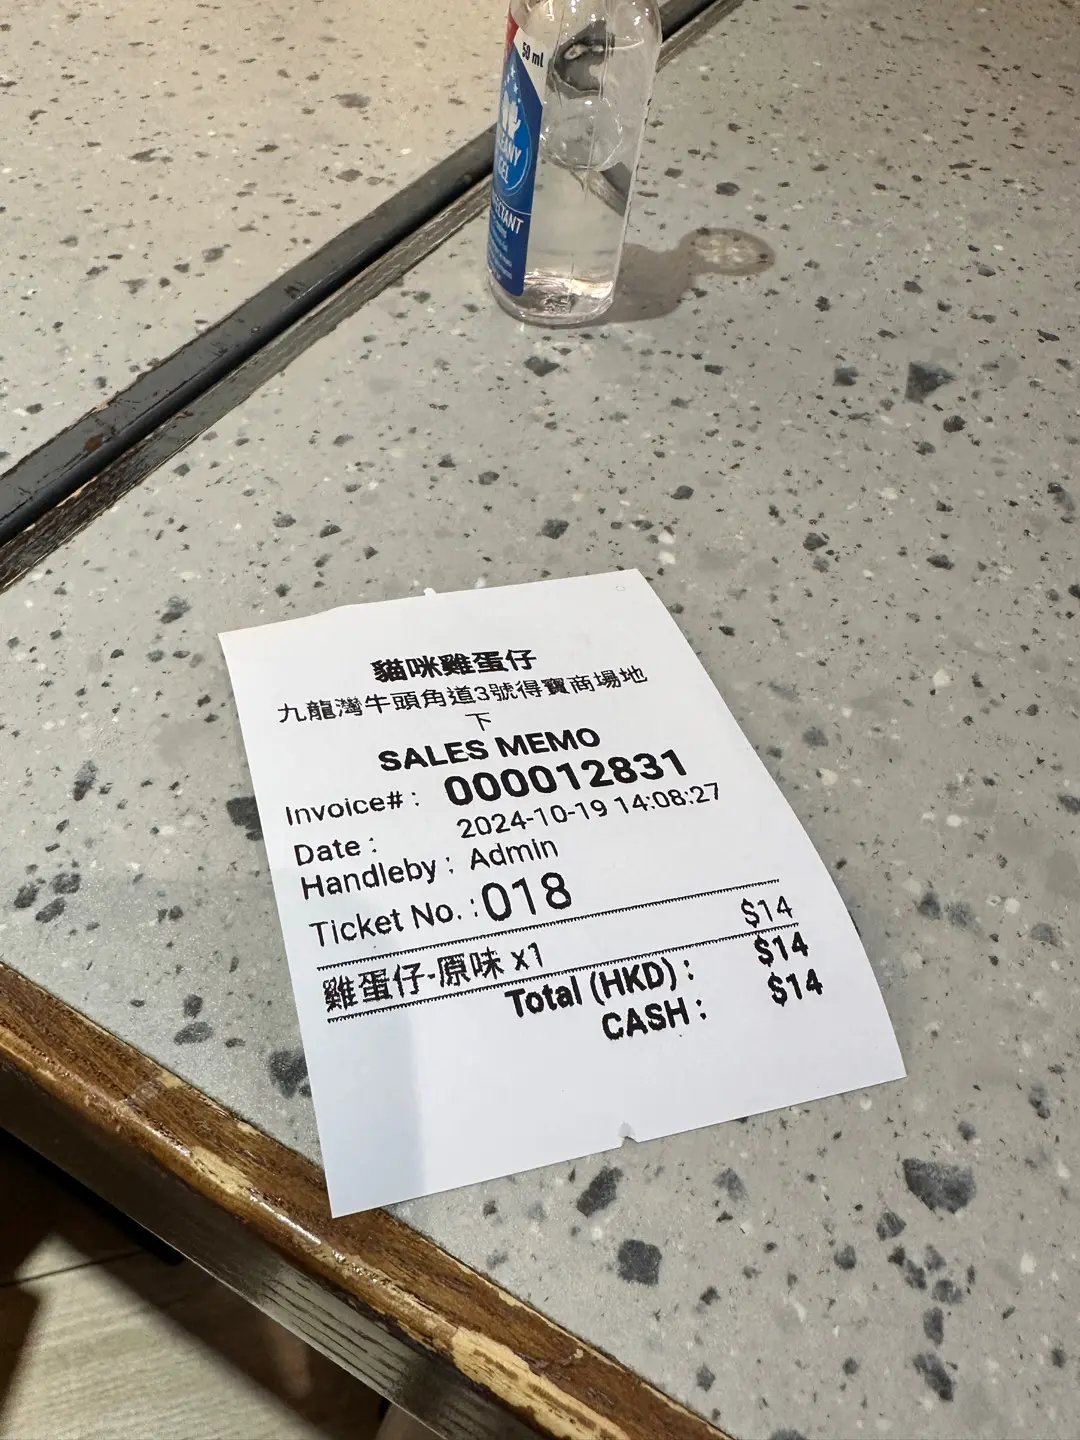 50 ml
GEL
貓咪雞蛋仔
九龍灣牛頭角道3號得寶商場地
下
SALES MEMO
Invoice# : 000012831
Date : 2024-10-19 14:08:27
Handleby : Admin
Ticket No. : 018
雞蛋仔-原味 x1 $14
Total (HKD) : $14
CASH : $14